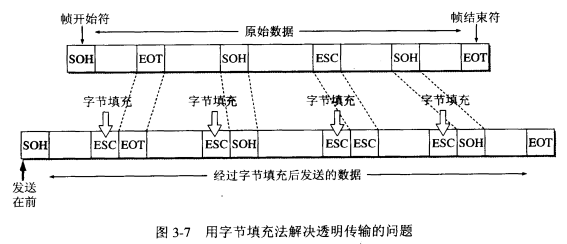 帧开始符 帧结束符
原始数据
SOH EOT SOH ESC SOH EOT
字节填充 字节填充 字节填充 字节填充
SOH ESC EOT ESC SOH ESC ESC ESC SOH EOT
发送
在前
经过字节填充后发送的数据
图 3-7 用字节填充法解决透明传输的问题